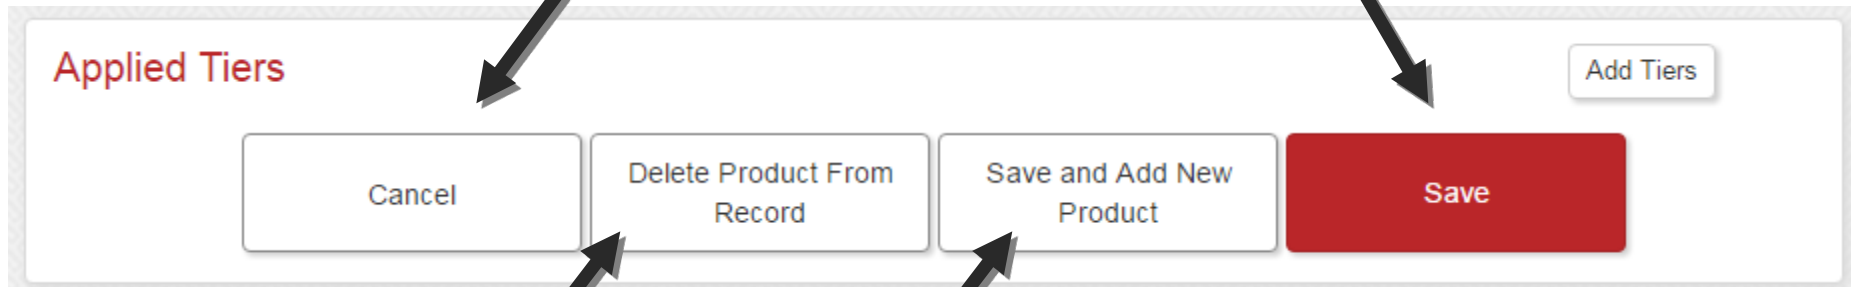 Applied Tiers
Add Tiers
Cancel
Delete Product From
Record
Save and Add New
Product
Save